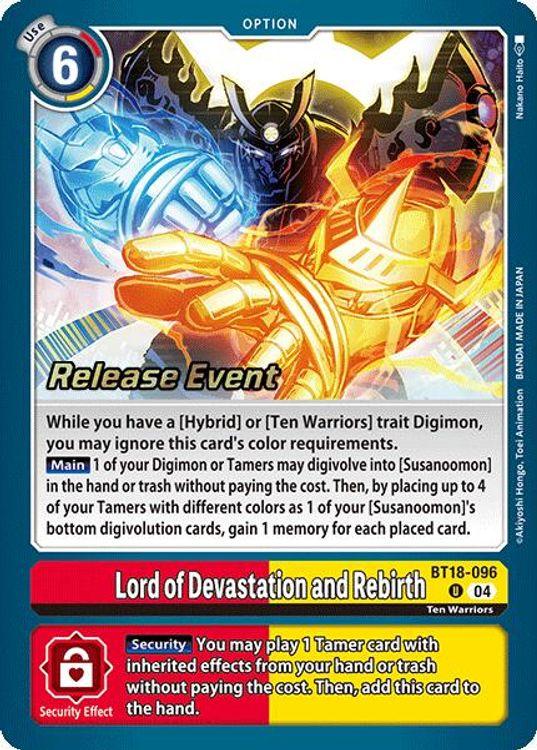 OPTION
Use
6
Nakano Haito
Release Event
©Akiyoshi Hongo, Toei Animation BANDAI MADE IN JAPAN
While you have a [Hybrid] or [Ten Warriors] trait Digimon,
you may ignore this card's color requirements.
Main 1 of your Digimon or Tamers may digivolve into [Susanoomon]
in the hand or trash without paying the cost. Then, by placing up to 4
of your Tamers with different colors as 1 of your [Susanoomon]'s
bottom digivolution cards, gain 1 memory for each placed card.
Lord of Devastation and Rebirth
BT18-096
U 04
Ten Warriors
Security You may play 1 Tamer card with
inherited effects from your hand or trash
without paying the cost. Then, add this card to
the hand.
Security Effect